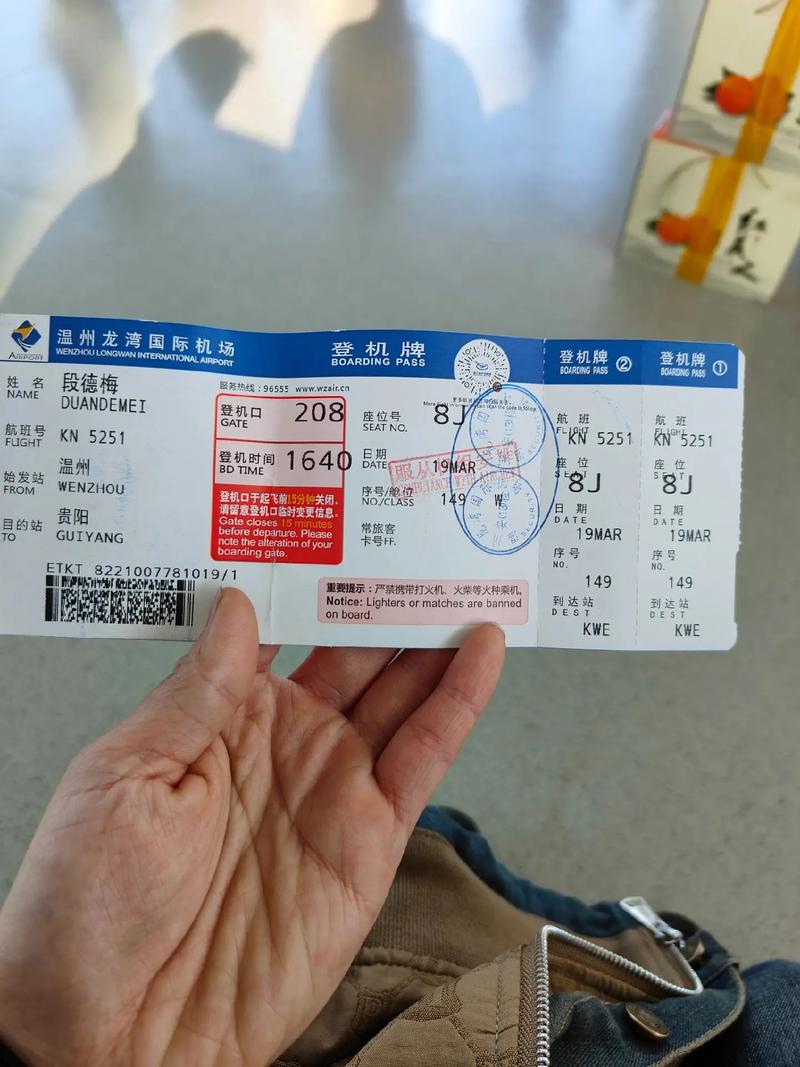 AIRPORT
温州龙湾国际机场
WENZHOU LONGWAN INTERNATIONAL AIRPORT
登机牌
BOARDING PASS
登机牌 ②
BOARDING PASS
登机牌 ①
BOARDING PASS
服务热线:96555 www.wzair.cn
姓名 段德梅
NAME DUANDEMEI
航班号 KN 5251
FLIGHT
始发站 温州
FROM WENZHOU
目的站 贵阳
TO GUIYANG
ETKT 8221007781019/1
登机口 208
GATE
登机时间 1640
BD TIME
登机口于起飞前15分钟关闭,
请留意登机口临时变更信息。
Gate closes 15 minutes
before departure. Please
note the alteration of your
boarding gate.
座位号 8J
SEAT NO.
日期 19MAR
DATE
序号/舱位 149 W
NO/CLASS
常旅客
卡号FF.
重要提示:严禁携带打火机、火柴等火种乘机。
Notice: Lighters or matches are banned
on board.
航班
FLIGHT KN 5251
座位
SEAT 8J
日期
DATE
19MAR
序号
NO.
149
到达站
DEST
KWE
航班
FLIGHT KN 5251
座位
SEAT 8J
日期
DATE
19MAR
序号
NO.
149
到达站
DEST
KWE